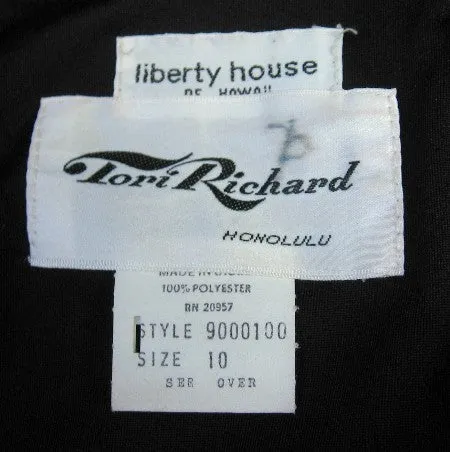 liberty house
OF HAWAII
Tori Richard
HONOLULU
MADE IN
100% POLYESTER
RN 20957
STYLE 9000100
SIZE 10
SEE OVER